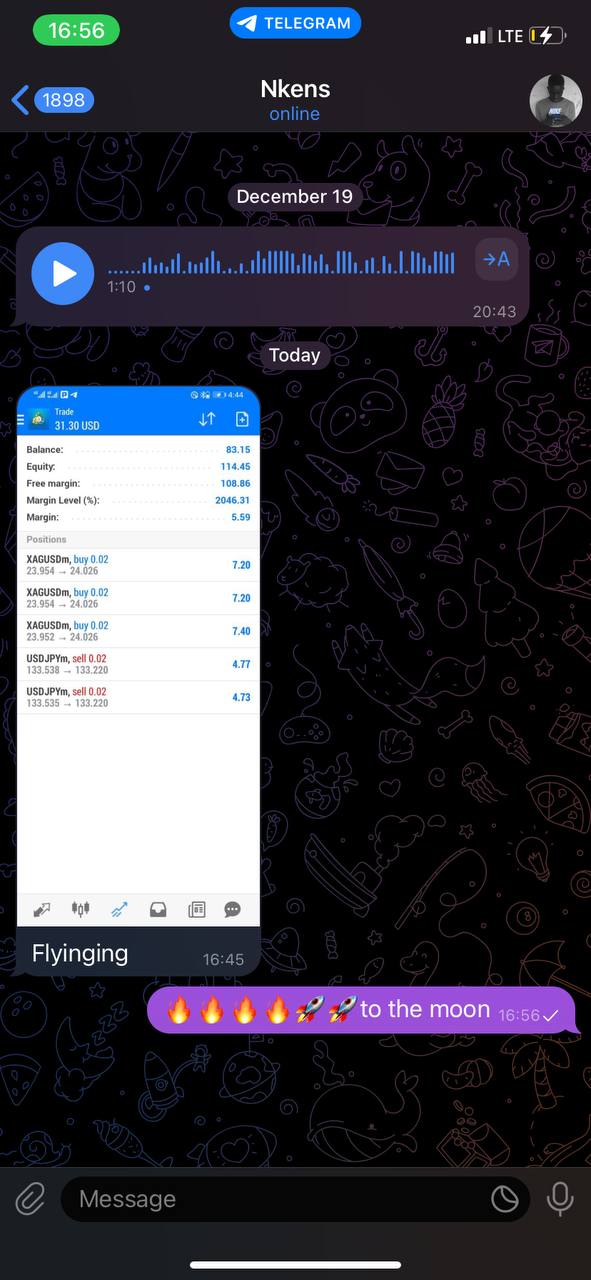 16:56
TELEGRAM
LTE
1898
Nkens
online
December 19
1:10
→A
20:43
Today
4:44
Trade
31.30 USD
Balance: 83.15
Equity: 114.45
Free margin: 108.86
Margin Level (%): 2046.31
Margin: 5.59
Positions
XAGUSDm, buy 0.02
23.954 → 24.026 7.20
XAGUSDm, buy 0.02
23.954 → 24.026 7.20
XAGUSDm, buy 0.02
23.952 → 24.026 7.40
USDJPYm, sell 0.02
133.538 → 133.220 4.77
USDJPYm, sell 0.02
133.535 → 133.220 4.73
Flyinging 16:45
🔥🔥🔥🔥🚀🚀to the moon 16:56
Message